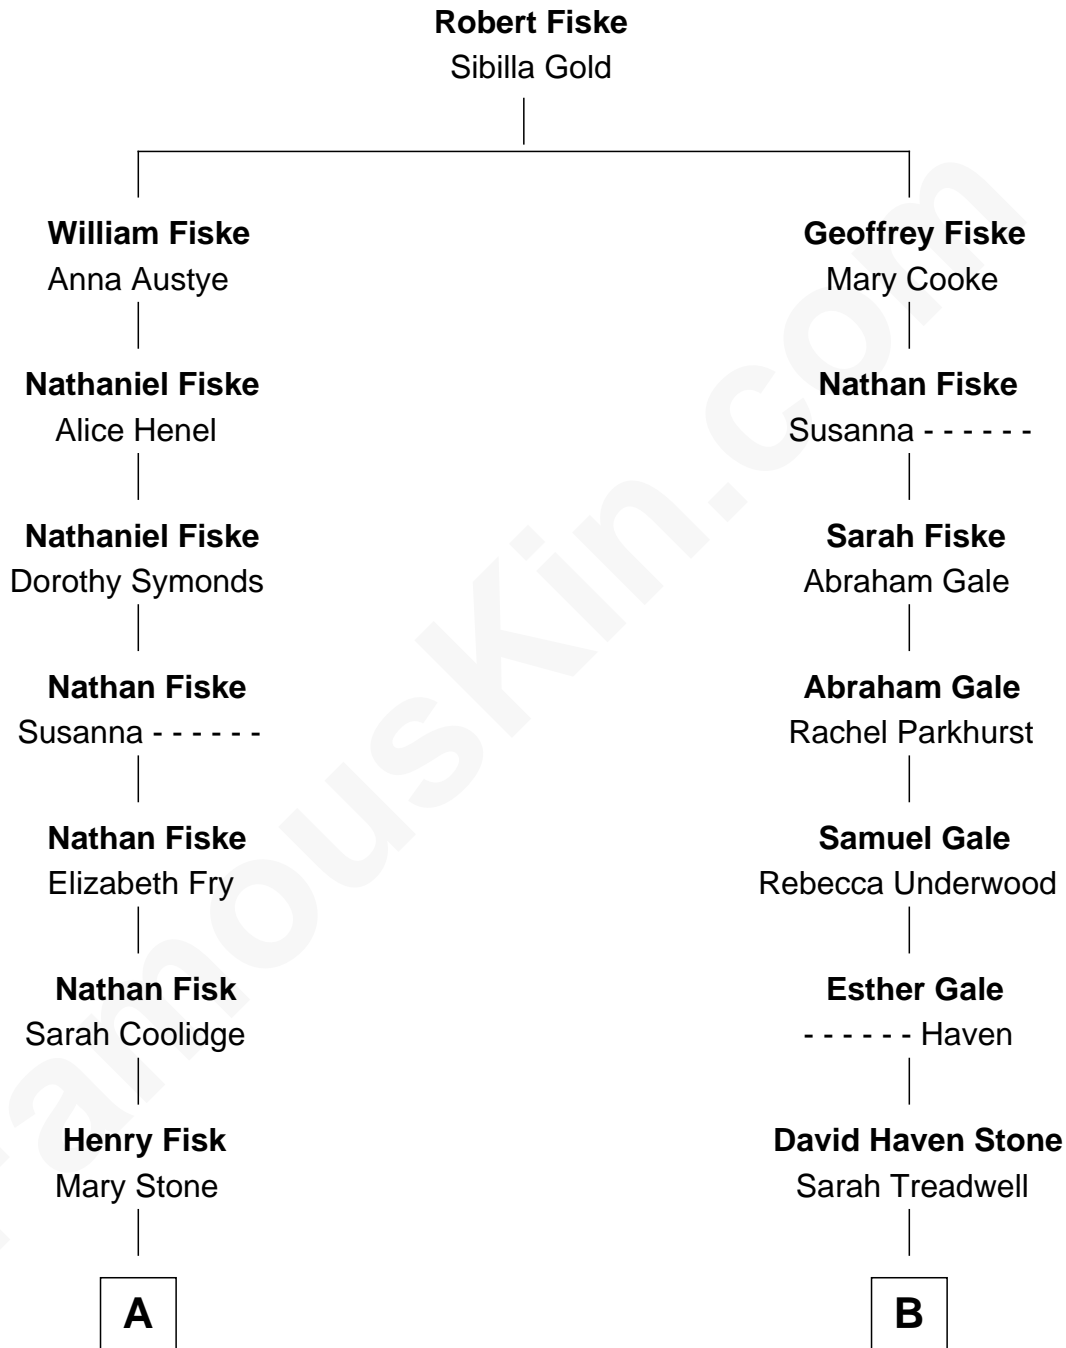 Robert Fiske
Sibilla Gold
William Fiske
Anna Austye
Geoffrey Fiske
Mary Cooke
Nathaniel Fiske
Alice Henel
Nathan Fiske
Susanna - - - - - -
Nathaniel Fiske
Dorothy Symonds
Sarah Fiske
Abraham Gale
Nathan Fiske
Susanna - - - - - -
Abraham Gale
Rachel Parkhurst
Nathan Fiske
Elizabeth Fry
Samuel Gale
Rebecca Underwood
Nathan Fisk
Sarah Coolidge
Esther Gale
- - - - - - Haven
Henry Fisk
Mary Stone
David Haven Stone
Sarah Treadwell
A
B
FamousKin.com